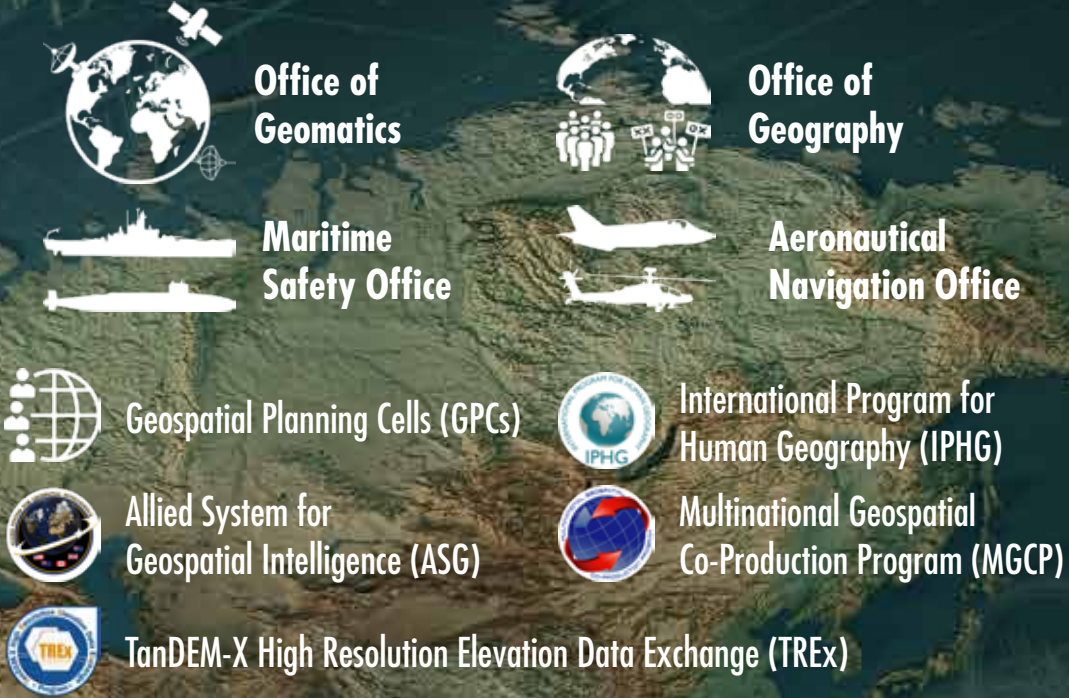 Office of
Geomatics
Office of
Geography
Maritime
Safety Office
Aeronautical
Navigation Office
Geospatial Planning Cells (GPCs)
IPHG
International Program for
Human Geography (IPHG)
Allied System for
Geospatial Intelligence (ASG)
Multinational Geospatial
Co-Production Program (MGCP)
TREx
TanDEM-X High Resolution Elevation Data Exchange (TREx)